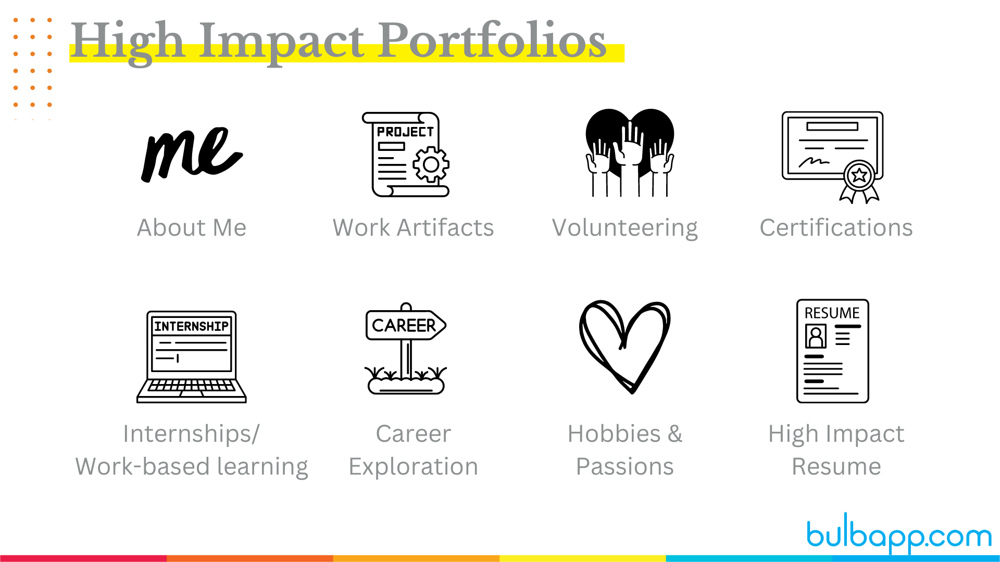 High Impact Portfolios
me
PROJECT
About Me
Work Artifacts
Volunteering
Certifications
INTERNSHIP
CAREER
RESUME
Internships/
Work-based learning
Career
Exploration
Hobbies &
Passions
High Impact
Resume
bulbapp.com